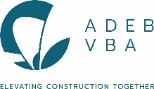 ADEB
VBA
ELEVATING CONSTRUCTION TOGETHER